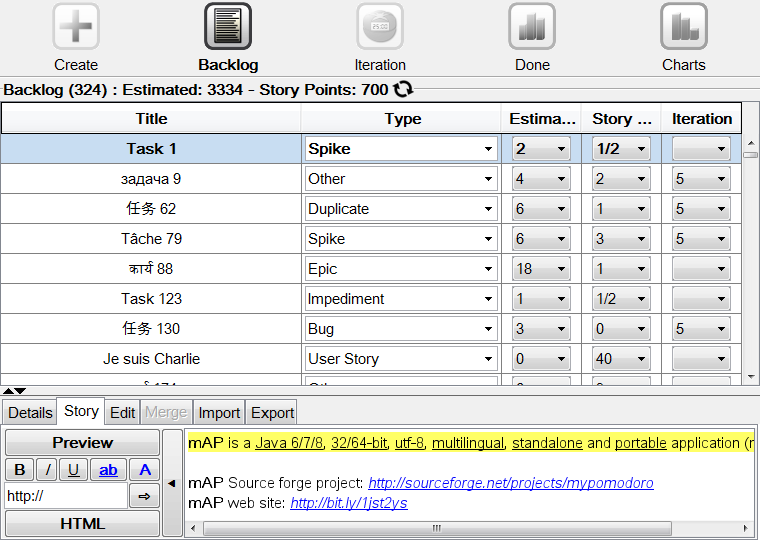 Create Backlog Iteration Done Charts
Backlog (324) : Estimated: 3334 - Story Points: 700
Title Type Estima... Story ... Iteration
Task 1 Spike 2 1/2
задача 9 Other 4 2 5
任务 62 Duplicate 6 1 5
Tâche 79 Spike 6 3 5
कार्य 88 Epic 18 1
Task 123 Impediment 1 1/2
任务 130 Bug 3 0 5
Je suis Charlie User Story 0 40
Details Story Edit Merge Import Export
Preview
B I U ab A
http://
HTML
mAP is a Java 6/7/8, 32/64-bit, utf-8, multilingual, standalone and portable application
mAP Source forge project: http://sourceforge.net/projects/mypomodoro
mAP web site: http://bit.ly/1jst2ys